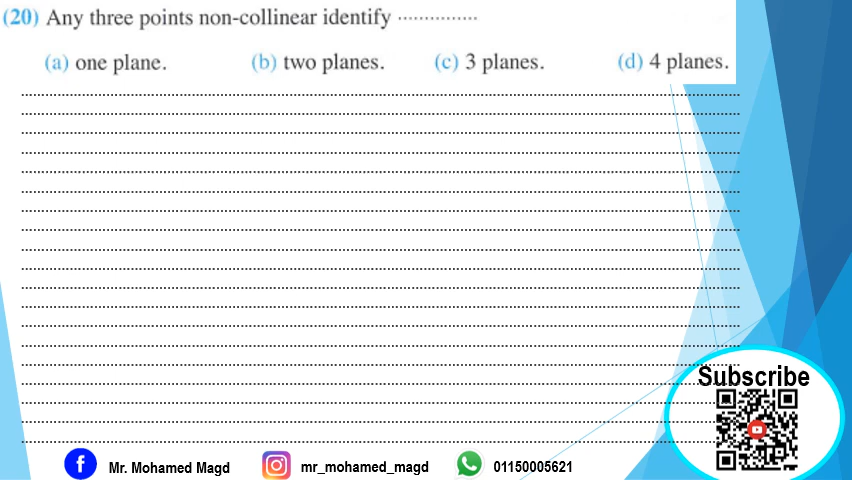 (20) Any three points non-collinear identify ...............
(a) one plane. (b) two planes. (c) 3 planes. (d) 4 planes.
Subscribe
Mr. Mohamed Magd mr_mohamed_magd 01150005621